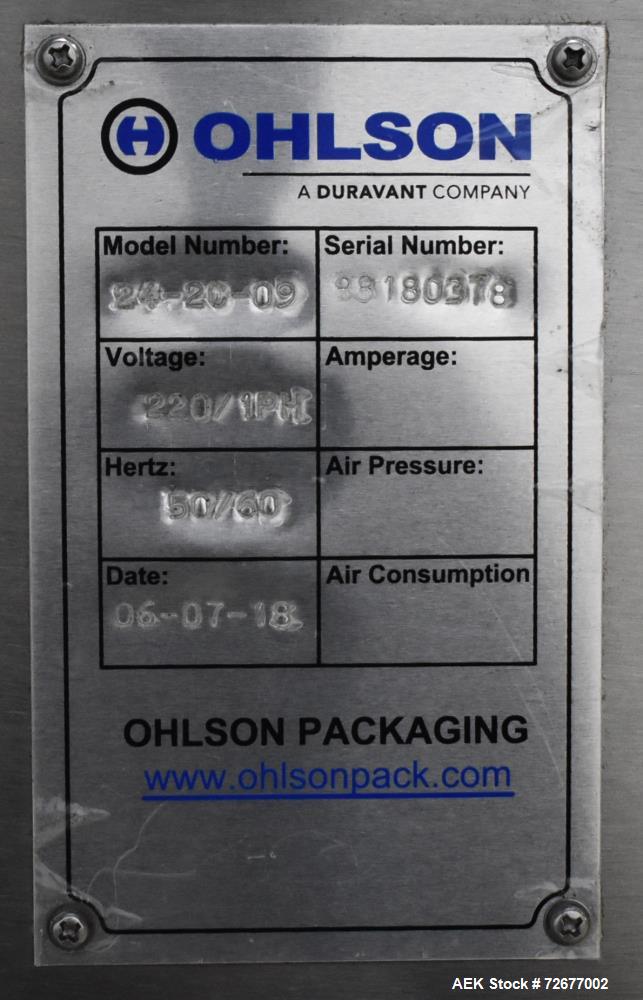 OHLSON
A DURAVANT COMPANY
Model Number: Serial Number:
24-20-09
Voltage: Amperage:
220/1PH
Hertz: Air Pressure:
50/60
Date: Air Consumption
06-07-18
OHLSON PACKAGING
www.ohlsonpack.com
AEK Stock # 72677002